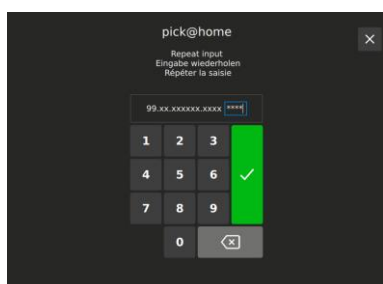 pick@home
Repeat input
Eingabe wiederholen
Répéter la saisie
99.xx.xxxxxx.xxxx ****
1 2 3
4 5 6
7 8 9
0